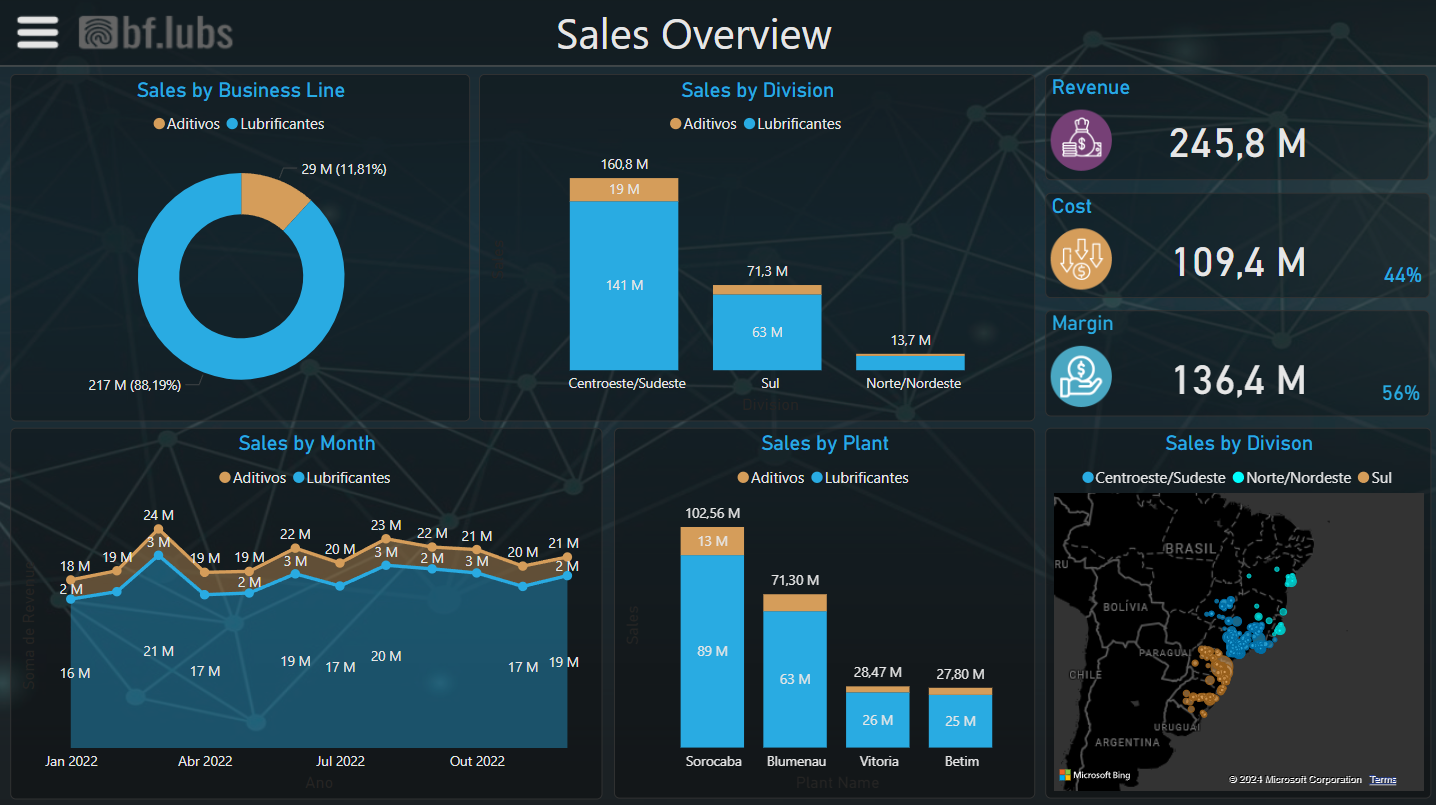 bf.lubs
Sales Overview
Sales by Business Line
Aditivos Lubrificantes
29 M (11,81%)
217 M (88,19%)
Sales by Division
Aditivos Lubrificantes
160,8 M
19 M
141 M
71,3 M
63 M
13,7 M
Centroeste/Sudeste Sul Norte/Nordeste
Division
Revenue
245,8 M
Cost
109,4 M
44%
Margin
136,4 M
56%
Sales by Month
Aditivos Lubrificantes
18 M 19 M 24 M 19 M 19 M 22 M 20 M 23 M 22 M 21 M 20 M 21 M
2 M 3 M 2 M 3 M 3 M 2 M 3 M 2 M
16 M 21 M 17 M 19 M 17 M 20 M 17 M 19 M
Jan 2022 Abr 2022 Jul 2022 Out 2022
Ano
Sales by Plant
Aditivos Lubrificantes
Sales
102,56 M
13 M
89 M
71,30 M
63 M
28,47 M
26 M
27,80 M
25 M
Sorocaba Blumenau Vitoria Betim
Plant Name
Sales by Divison
Centroeste/Sudeste Norte/Nordeste Sul
BRASIL
RU
BOLÍVIA
PARAGUAI
CHILE
URUGUAI
ARGENTINA
Microsoft Bing
© 2024 Microsoft Corporation Terms